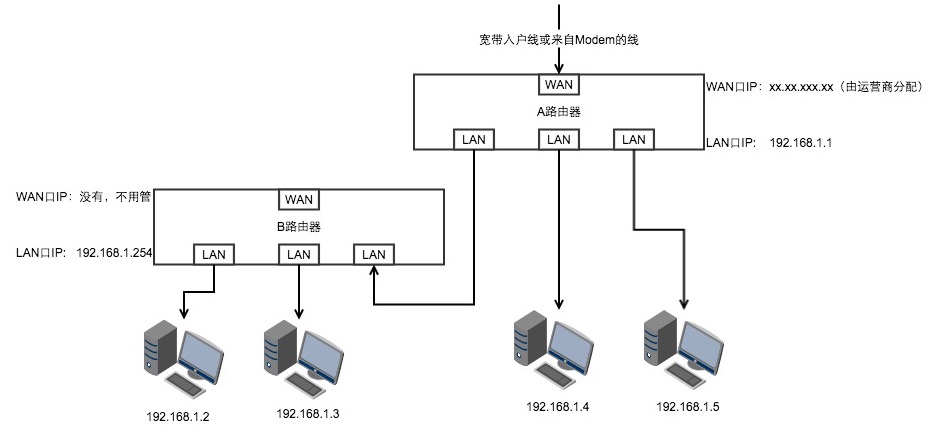 宽带入户线或来自Modem的线
WAN
WAN口IP： xx.xx.xxx.xx（由运营商分配）
A路由器
LAN
LAN
LAN
LAN口IP: 192.168.1.1
WAN口IP：没有，不用管
WAN
B路由器
LAN口IP: 192.168.1.254
LAN
LAN
LAN
192.168.1.2
192.168.1.3
192.168.1.4
192.168.1.5